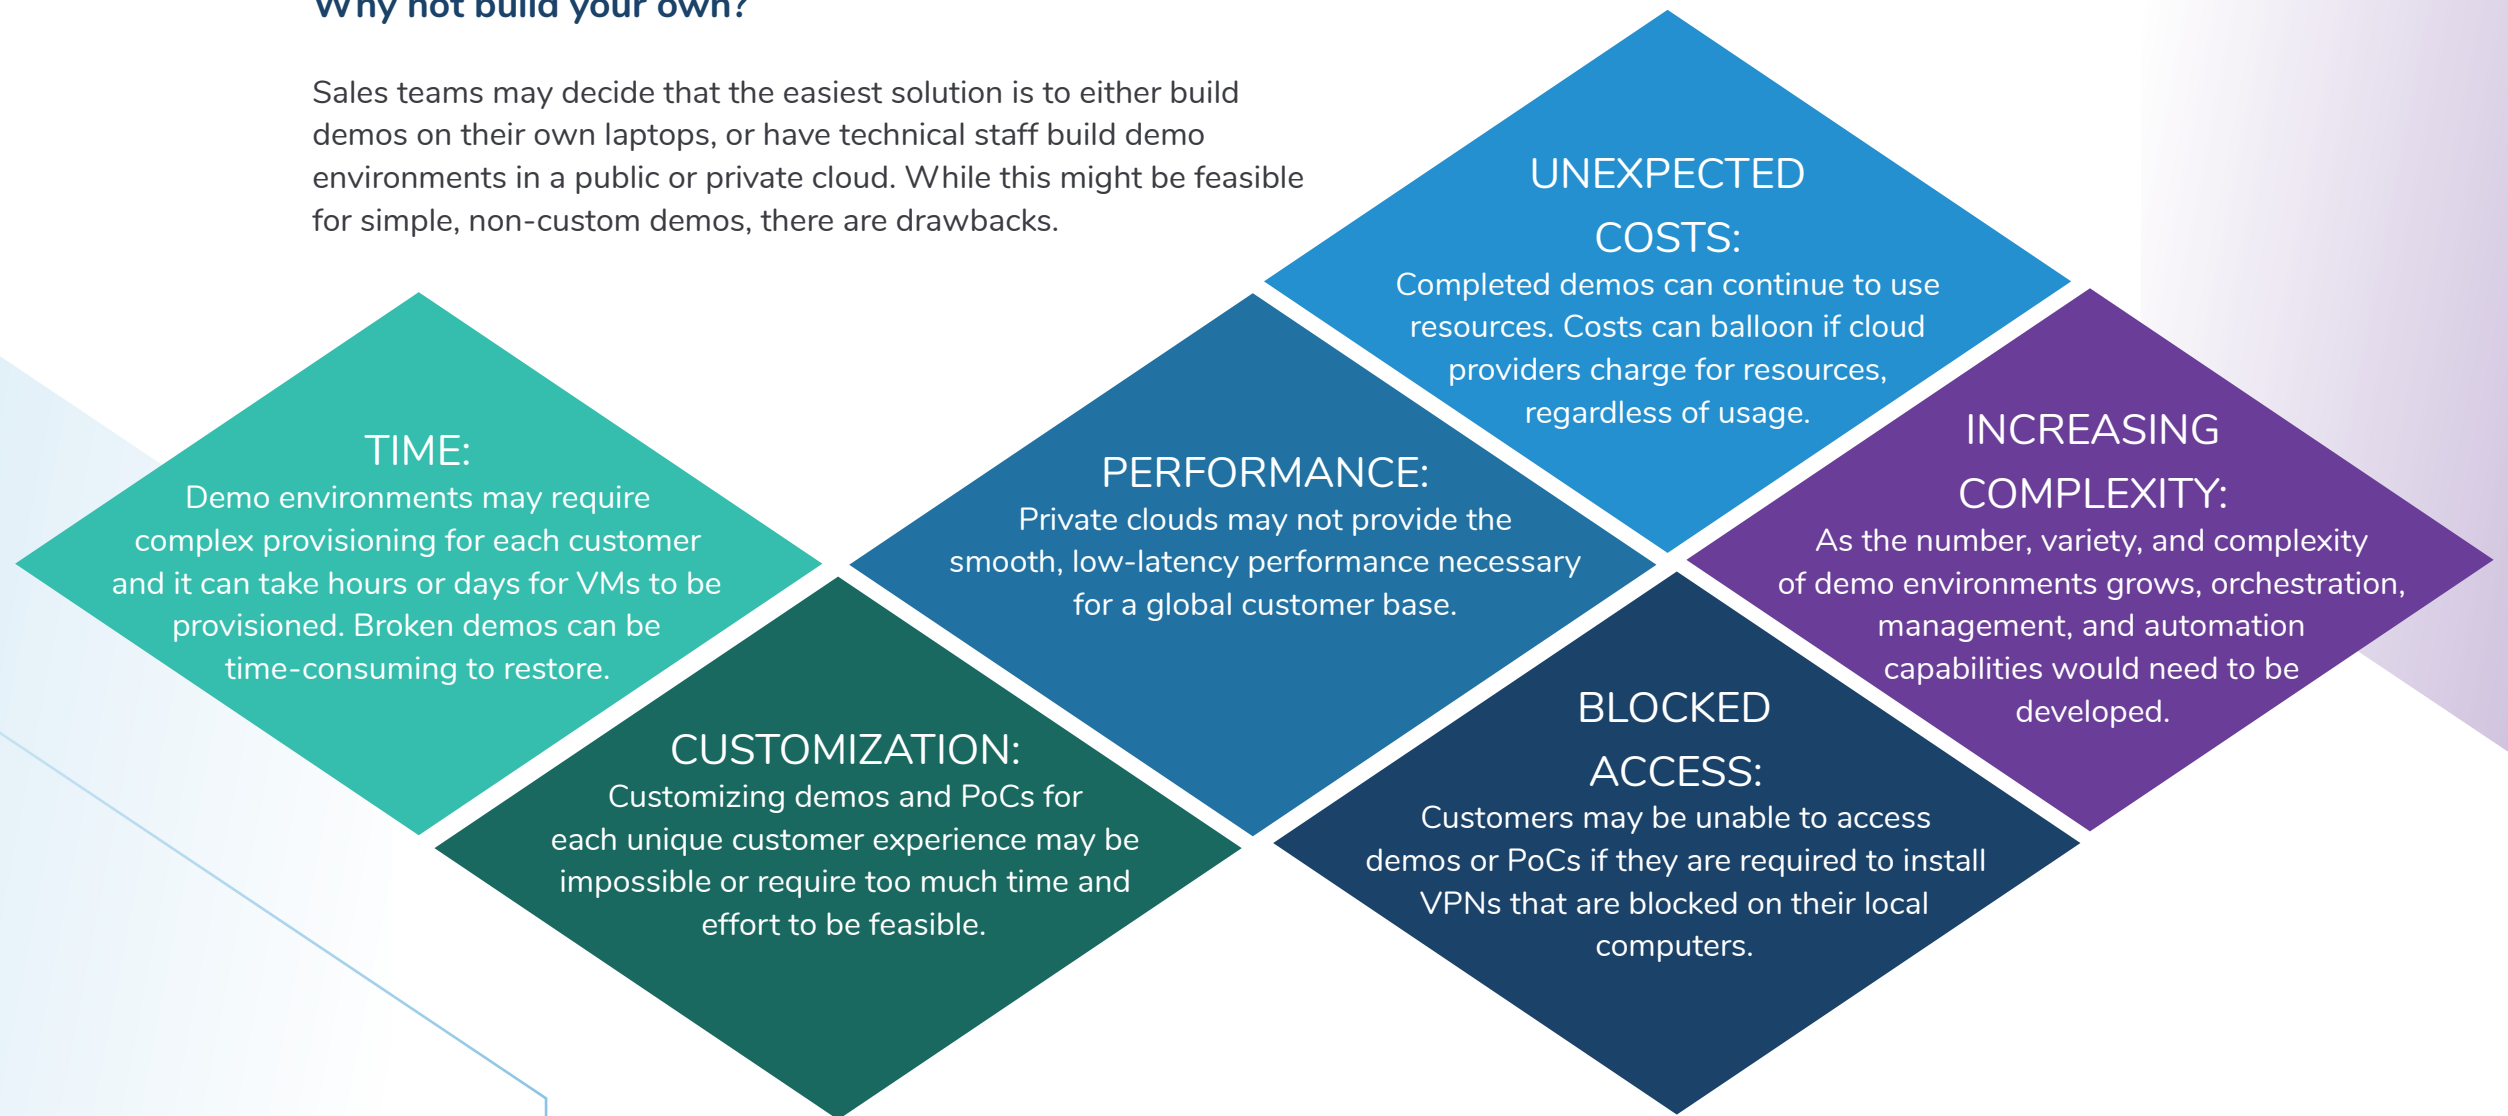 Why not build your own?
Sales teams may decide that the easiest solution is to either build
demos on their own laptops, or have technical staff build demo
environments in a public or private cloud. While this might be feasible
for simple, non-custom demos, there are drawbacks.
TIME:
Demo environments may require
complex provisioning for each customer
and it can take hours or days for VMs to be
provisioned. Broken demos can be
time-consuming to restore.
CUSTOMIZATION:
Customizing demos and PoCs for
each unique customer experience may be
impossible or require too much time and
effort to be feasible.
PERFORMANCE:
Private clouds may not provide the
smooth, low-latency performance necessary
for a global customer base.
UNEXPECTED
COSTS:
Completed demos can continue to use
resources. Costs can balloon if cloud
providers charge for resources,
regardless of usage.
BLOCKED
ACCESS:
Customers may be unable to access
demos or PoCs if they are required to install
VPNs that are blocked on their local
computers.
INCREASING
COMPLEXITY:
As the number, variety, and complexity
of demo environments grows, orchestration,
management, and automation
capabilities would need to be
developed.